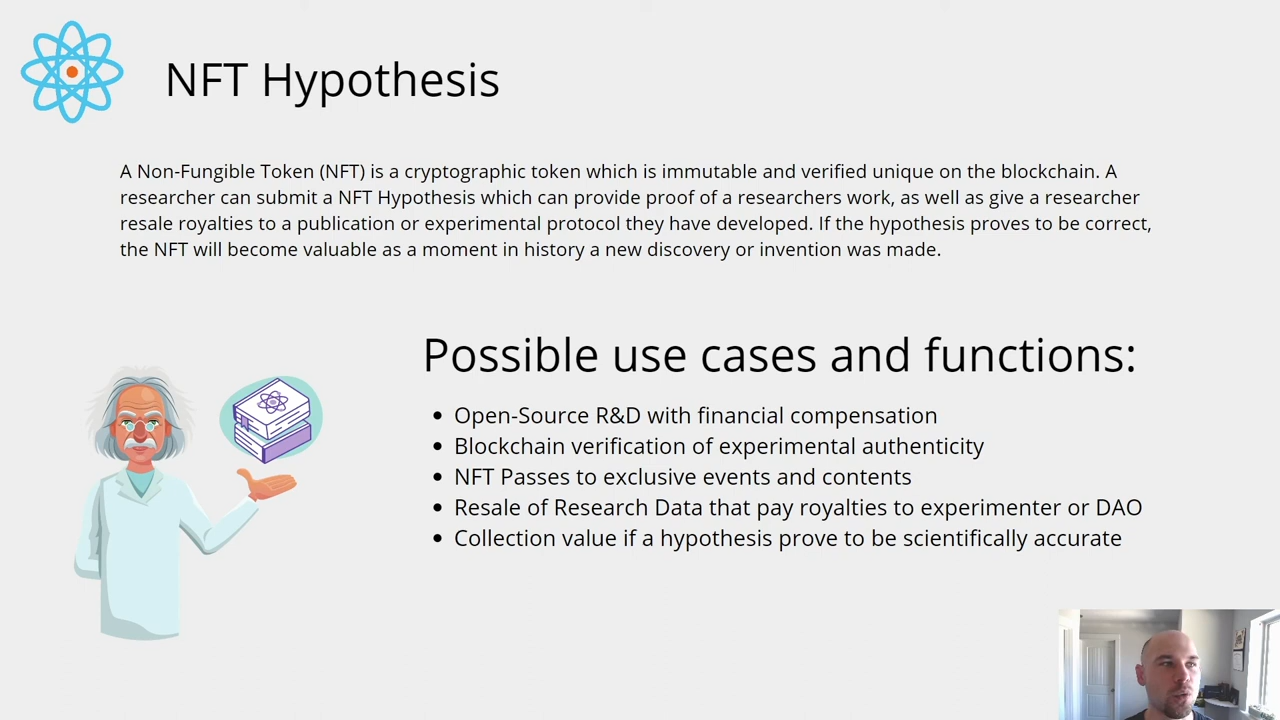 NFT Hypothesis
A Non-Fungible Token (NFT) is a cryptographic token which is immutable and verified unique on the blockchain. A
researcher can submit a NFT Hypothesis which can provide proof of a researchers work, as well as give a researcher
resale royalties to a publication or experimental protocol they have developed. If the hypothesis proves to be correct,
the NFT will become valuable as a moment in history a new discovery or invention was made.
Possible use cases and functions:
• Open-Source R&D with financial compensation
• Blockchain verification of experimental authenticity
• NFT Passes to exclusive events and contents
• Resale of Research Data that pay royalties to experimenter or DAO
• Collection value if a hypothesis prove to be scientifically accurate